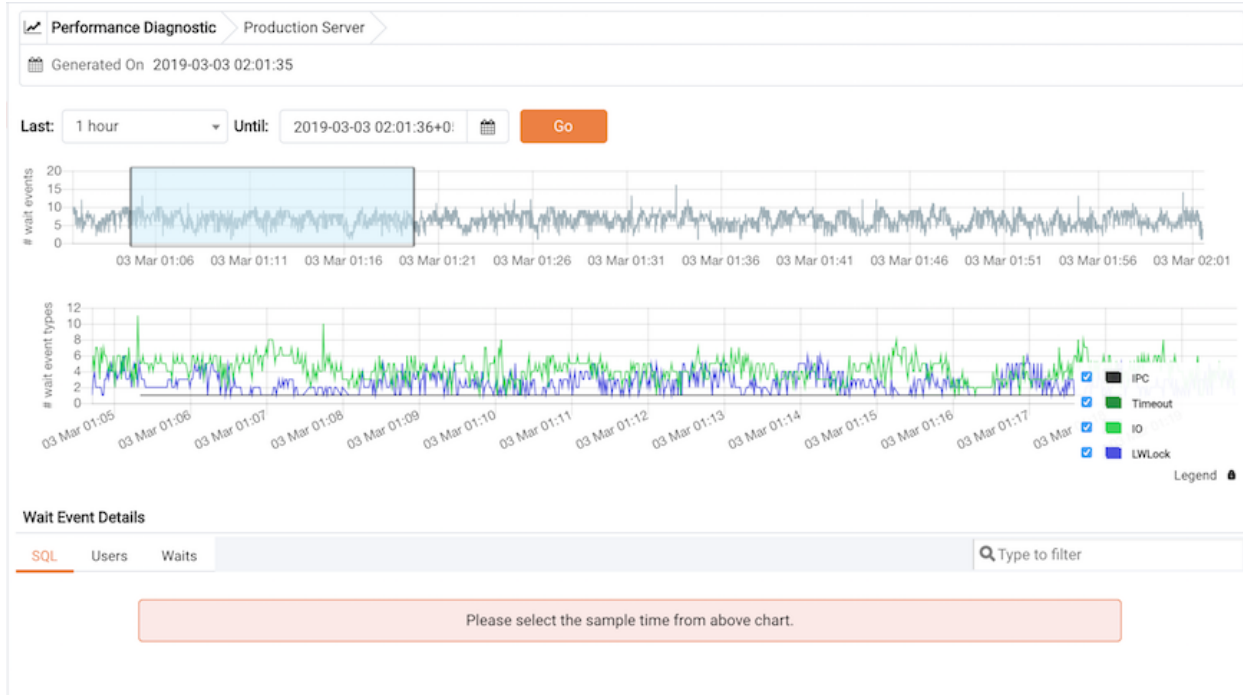 Performance Diagnostic Production Server
Generated On 2019-03-03 02:01:35
Last: 1 hour Until: 2019-03-03 02:01:36+0 Go
# wait events
20
15
10
5
0
03 Mar 01:06 03 Mar 01:11 03 Mar 01:16 03 Mar 01:21 03 Mar 01:26 03 Mar 01:31 03 Mar 01:36 03 Mar 01:41 03 Mar 01:46 03 Mar 01:51 03 Mar 01:56 03 Mar 02:01
# wait event types
12
10
8
6
4
2
0
03 Mar 01:05 03 Mar 01:06 03 Mar 01:07 03 Mar 01:08 03 Mar 01:09 03 Mar 01:10 03 Mar 01:11 03 Mar 01:12 03 Mar 01:13 03 Mar 01:14 03 Mar 01:15 03 Mar 01:16 03 Mar 01:17 03 Mar
IPC
Timeout
IO
LWLock
Legend
Wait Event Details
SQL Users Waits Type to filter
Please select the sample time from above chart.